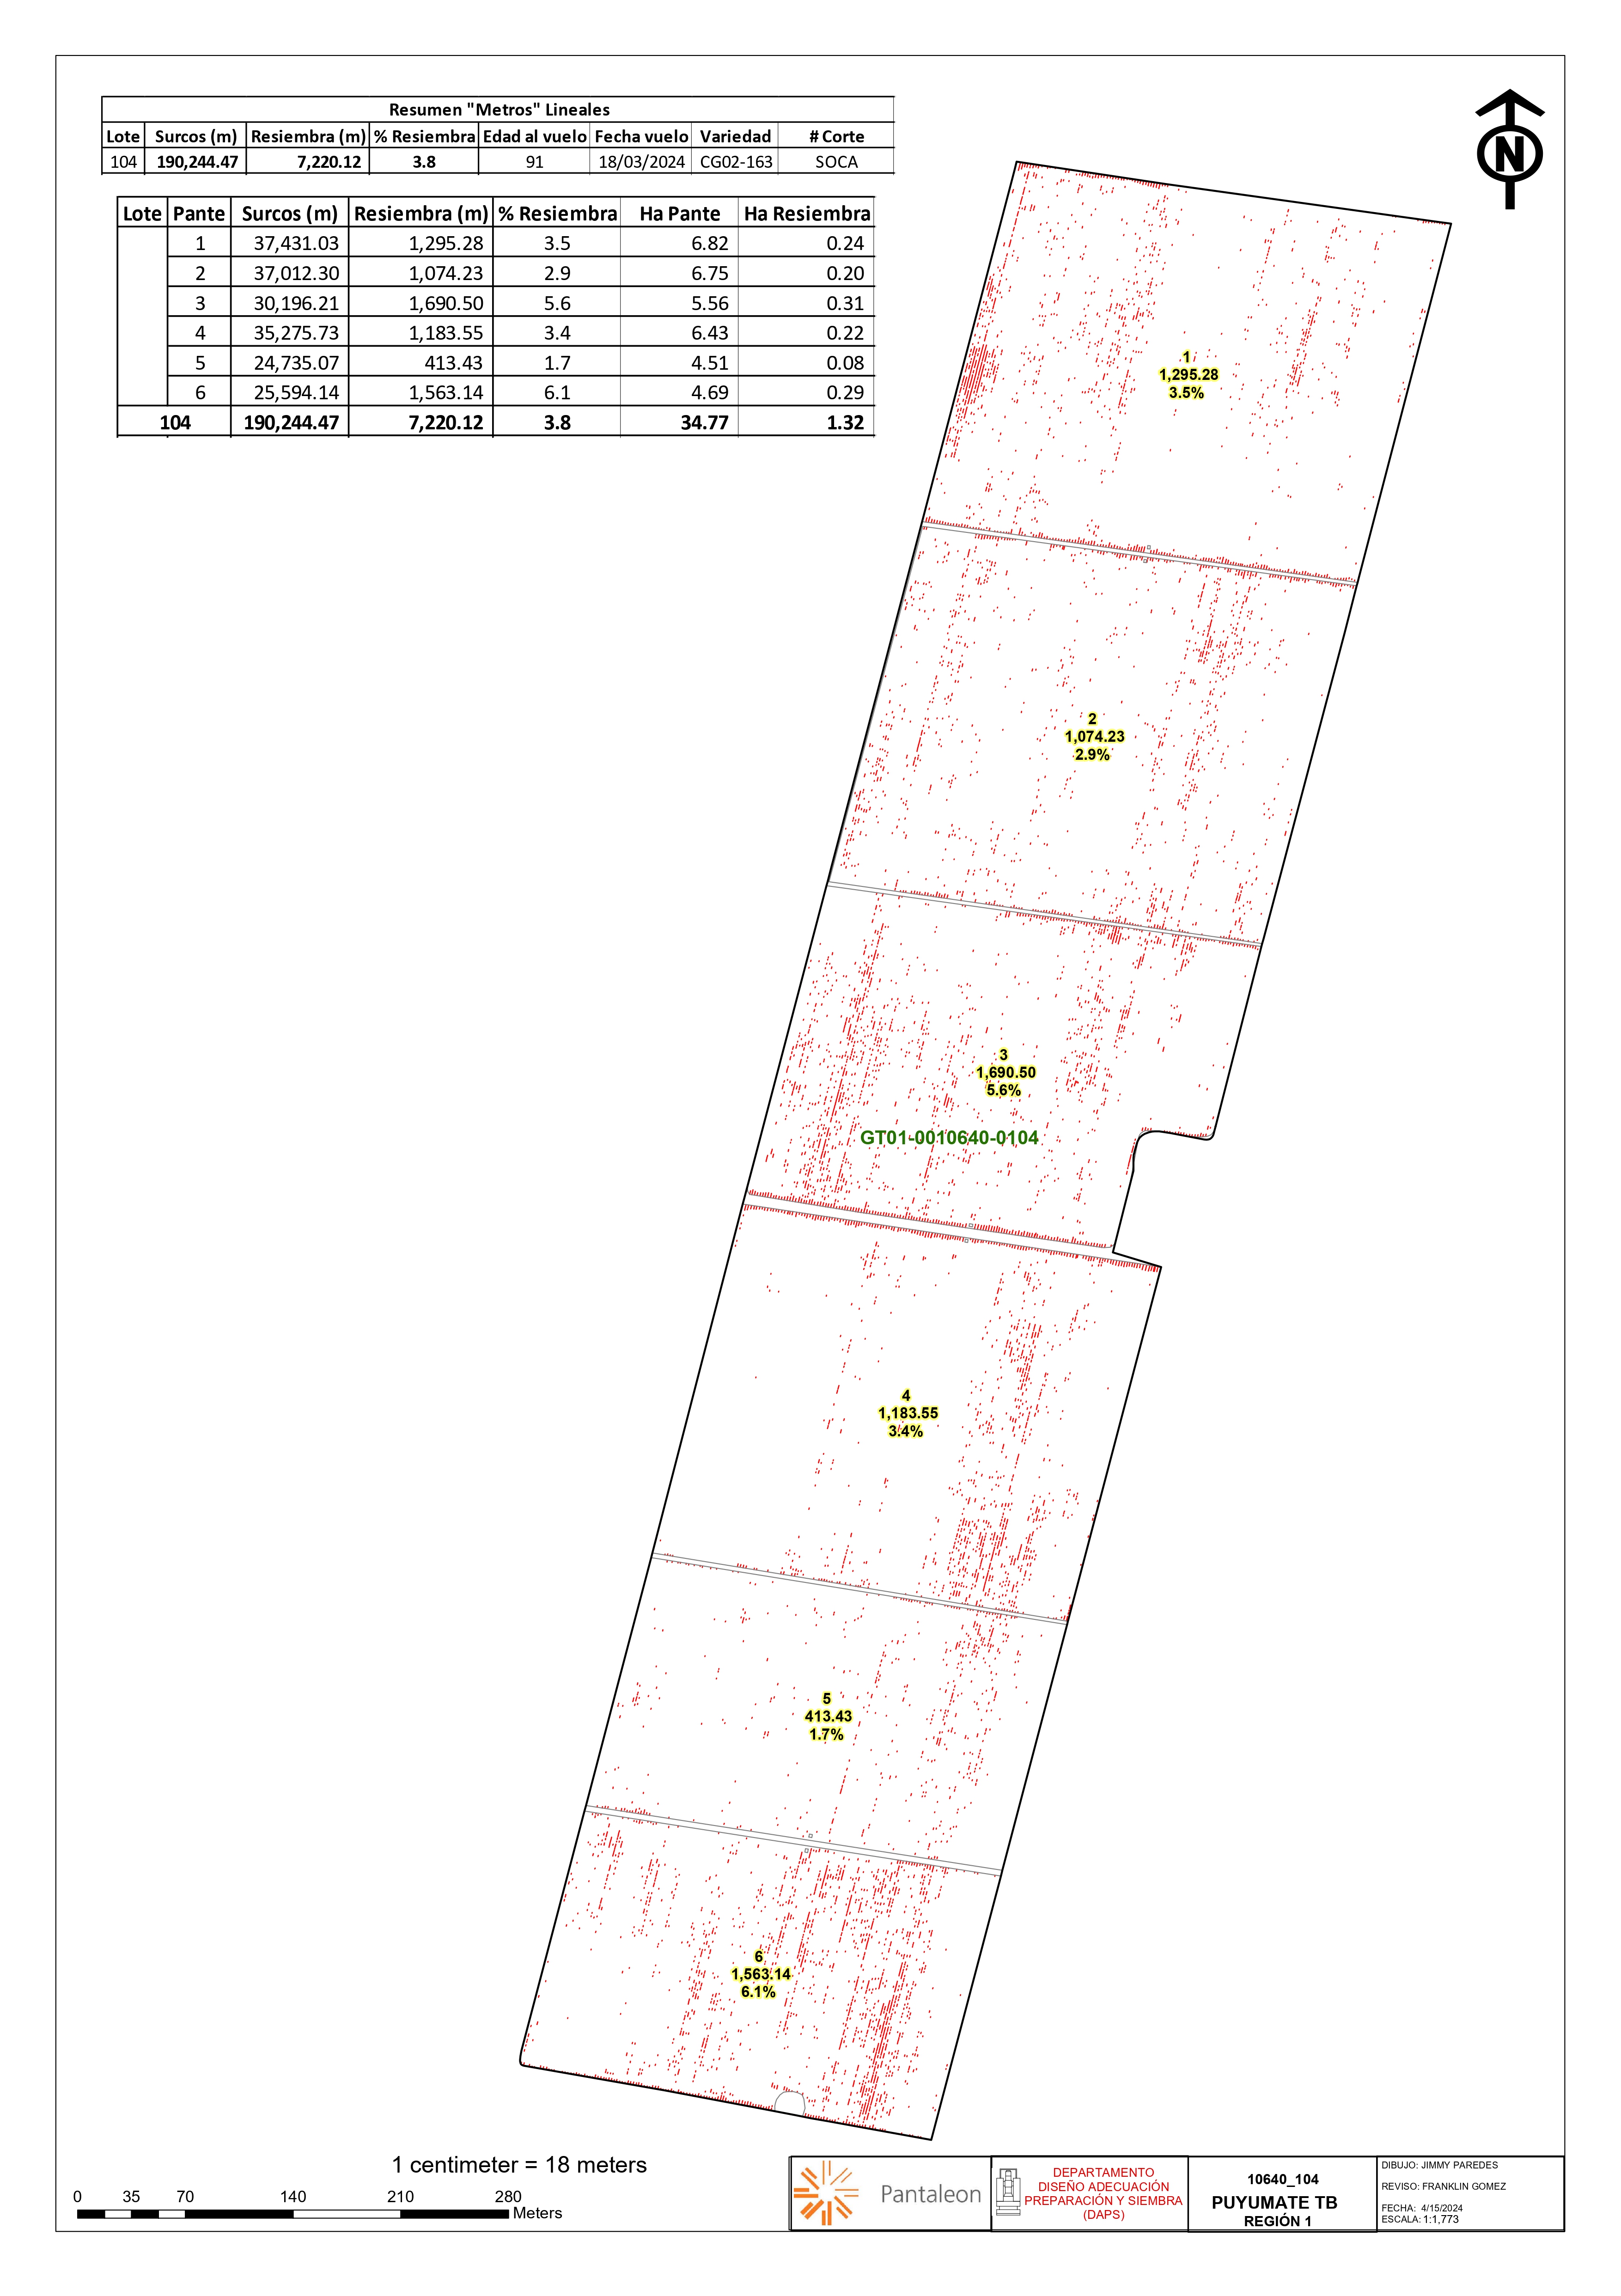 Resumen "Metros" Lineales
Lote Surcos (m) Resiembra (m) % Resiembra Edad al vuelo Fecha vuelo Variedad # Corte
104 190,244.47 7,220.12 3.8 91 18/03/2024 CG02-163 SOCA
Lote Pante Surcos (m) Resiembra (m) % Resiembra Ha Pante Ha Resiembra
1 37,431.03 1,295.28 3.5 6.82 0.24
2 37,012.30 1,074.23 2.9 6.75 0.20
3 30,196.21 1,690.50 5.6 5.56 0.31
4 35,275.73 1,183.55 3.4 6.43 0.22
5 24,735.07 413.43 1.7 4.51 0.08
6 25,594.14 1,563.14 6.1 4.69 0.29
104 190,244.47 7,220.12 3.8 34.77 1.32
N
1
1,295.28
3.5%
2
1,074.23
2.9%
3
1,690.50
5.6%
GT01-0010640-0104
4
1,183.55
3.4%
5
413.43
1.7%
6
1,563.14
6.1%
1 centimeter = 18 meters
0 35 70 140 210 280
Meters
Pantaleon
DEPARTAMENTO
DISEÑO ADECUACIÓN
PREPARACIÓN Y SIEMBRA
(DAPS)
10640_104
PUYUMATE TB
REGIÓN 1
DIBUJO: JIMMY PAREDES
REVISO: FRANKLIN GOMEZ
FECHA: 4/15/2024
ESCALA: 1:1,773